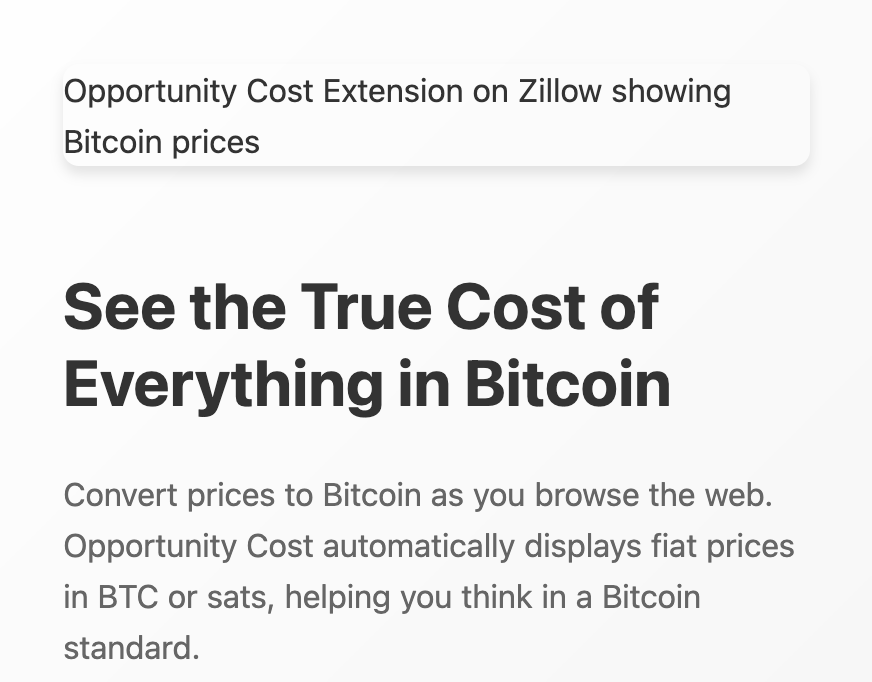 Opportunity Cost Extension on Zillow showing
Bitcoin prices
See the True Cost of
Everything in Bitcoin
Convert prices to Bitcoin as you browse the web.
Opportunity Cost automatically displays fiat prices
in BTC or sats, helping you think in a Bitcoin
standard.